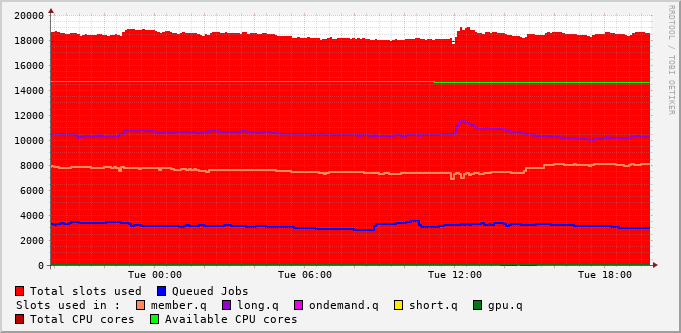 20000
18000
16000
14000
12000
10000
8000
6000
4000
2000
0
Tue 00:00 Tue 06:00 Tue 12:00 Tue 18:00
RRDTOOL / TOBI OETIKER
Total slots used Queued Jobs
Slots used in : member.q long.q ondemand.q short.q gpu.q
Total CPU cores Available CPU cores